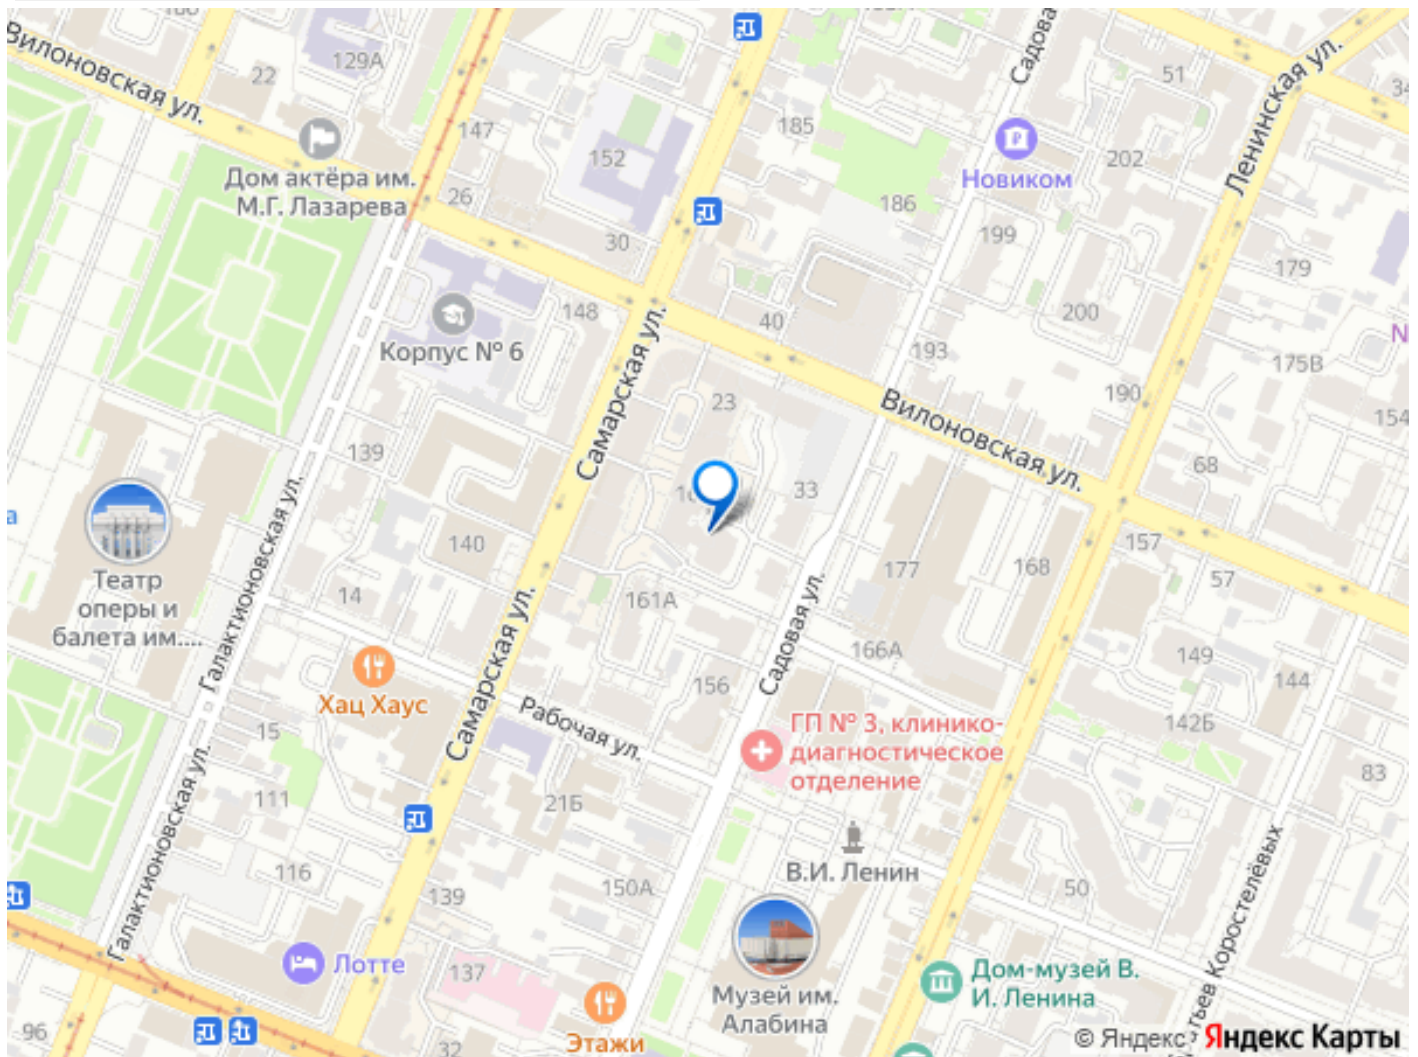 Вилоновская ул.
22
129А
147
Дом актёра им.
М.Г. Лазарева
26
152
30
185
186
Садова
51
Ленинская ул.
34
Новиком
202
199
179
200
175В
N
154
Корпус № 6
148
Самарская ул.
40
193
190
Вилоновская ул.
23
139
33
68
а
Театр
оперы и
балета им....
Галактионовская ул.
140
14
161А
177
168
157
57
Садовая ул.
166А
149
144
142Б
Хац Хаус
Самарская ул.
156
Рабочая ул.
ГП № 3, клинико-
диагностическое
отделение
15
111
21Б
83
Галактионовская ул.
116
139
150А
В.И. Ленин
50
Лотте
137
Музей им.
Алабина
Дом-музей В.
И. Ленина
тьев Коростелёвых
96
32
Этажи
© Яндекс
Яндекс Карты